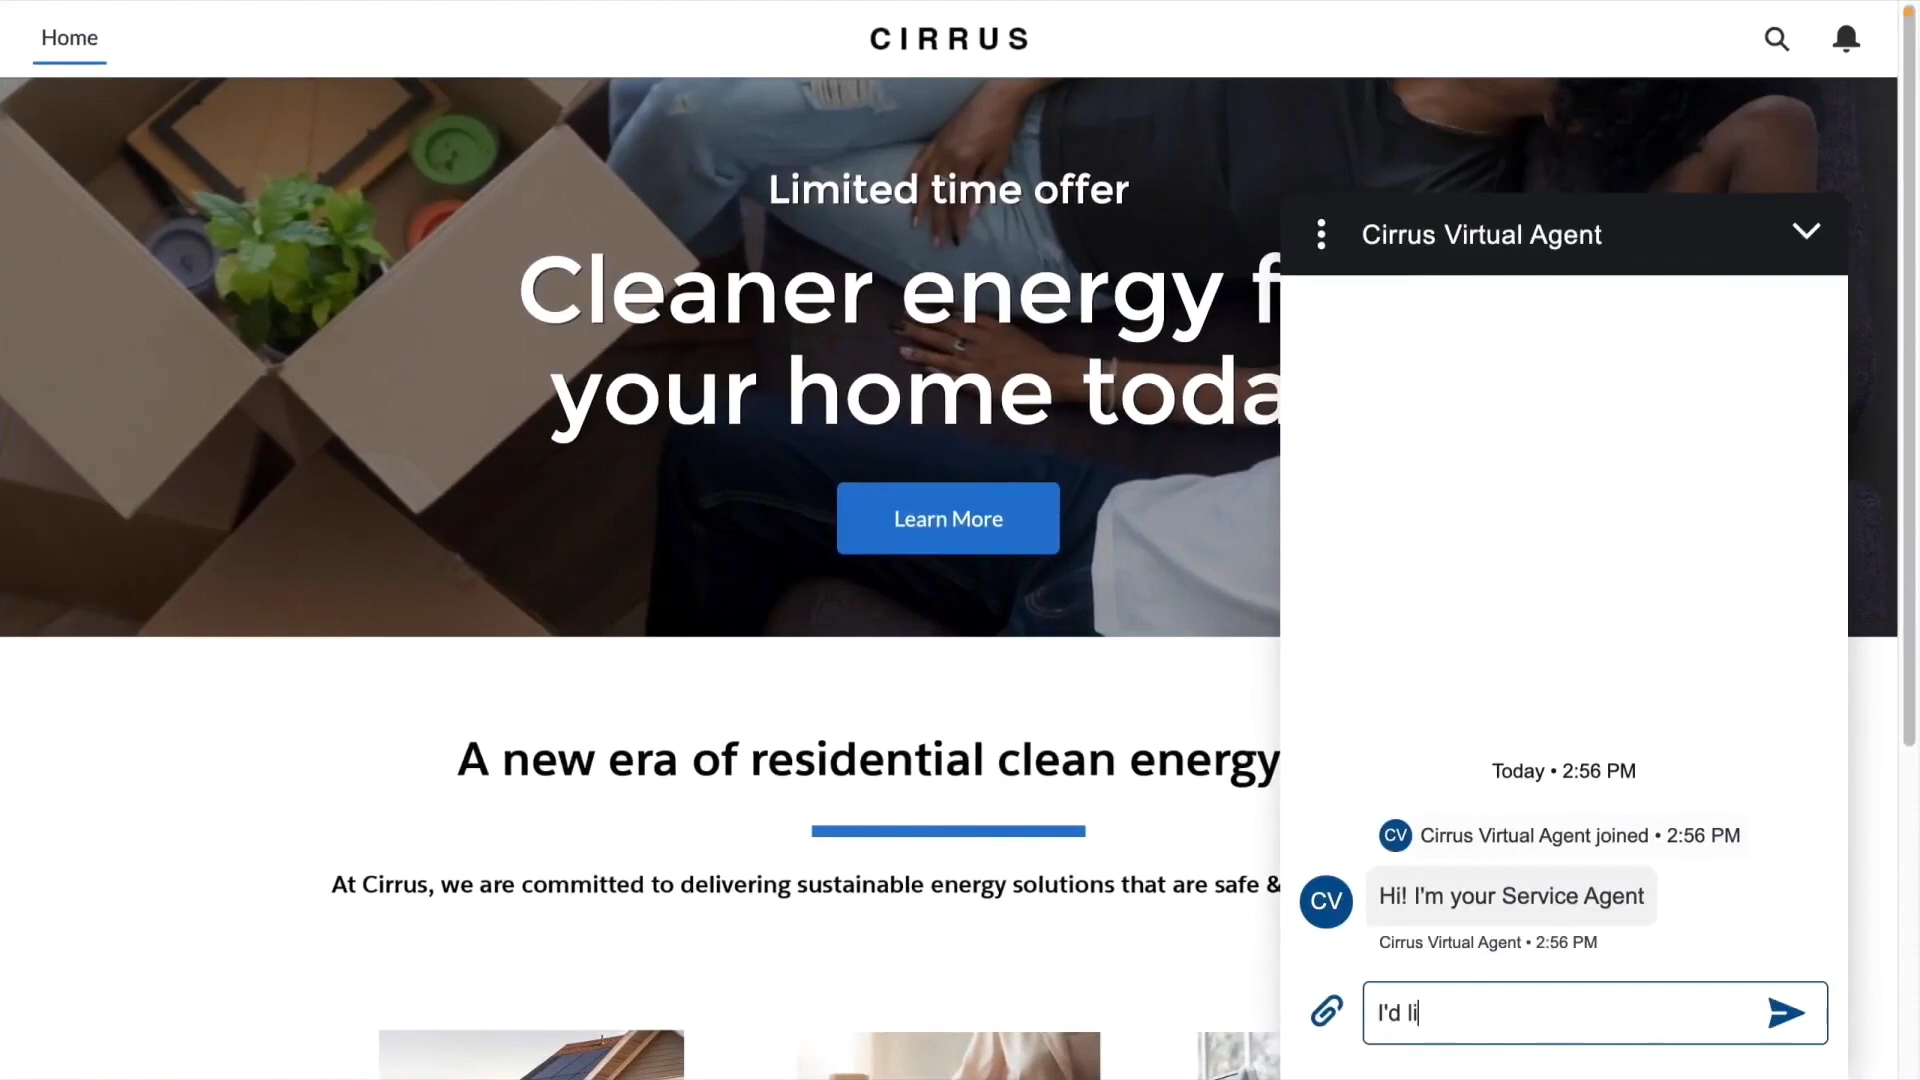 Home
CIRRUS
Limited time offer
Cleaner energy f
your home toda
Learn More
A new era of residential clean energy
At Cirrus, we are committed to delivering sustainable energy solutions that are safe &
Cirrus Virtual Agent
Today • 2:56 PM
CV Cirrus Virtual Agent joined • 2:56 PM
CV Hi! I'm your Service Agent
Cirrus Virtual Agent • 2:56 PM
I'd li